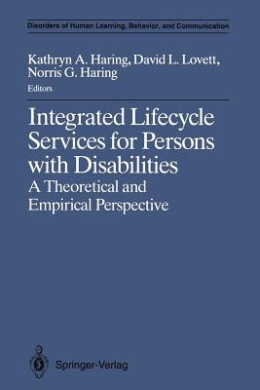 Disorders of Human Learning, Behavior, and Communication
Kathryn A. Haring, David L. Lovett,
Norris G. Haring
Editors
Integrated Lifecycle
Services for Persons
with Disabilities
A Theoretical and
Empirical Perspective
Springer-Verlag